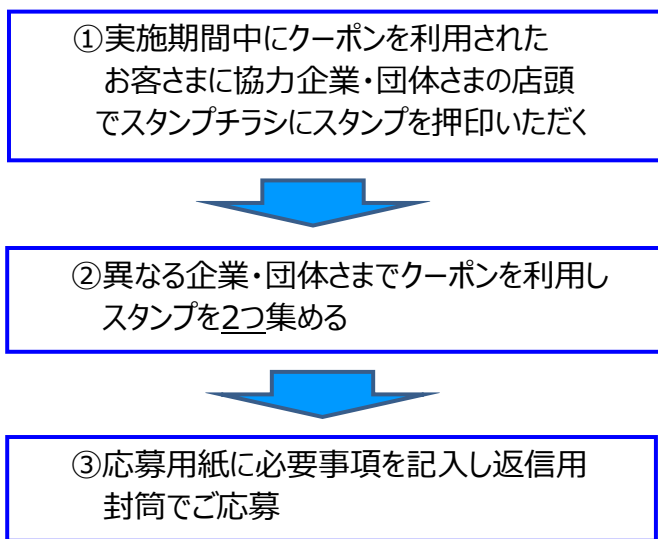 ①実施期間中にクーポンを利用された
お客さまに協力企業・団体さまの店頭
でスタンプチラシにスタンプを押印いただく
②異なる企業・団体さまでクーポンを利用し
スタンプを2つ集める
③応募用紙に必要事項を記入し返信用
封筒でご応募